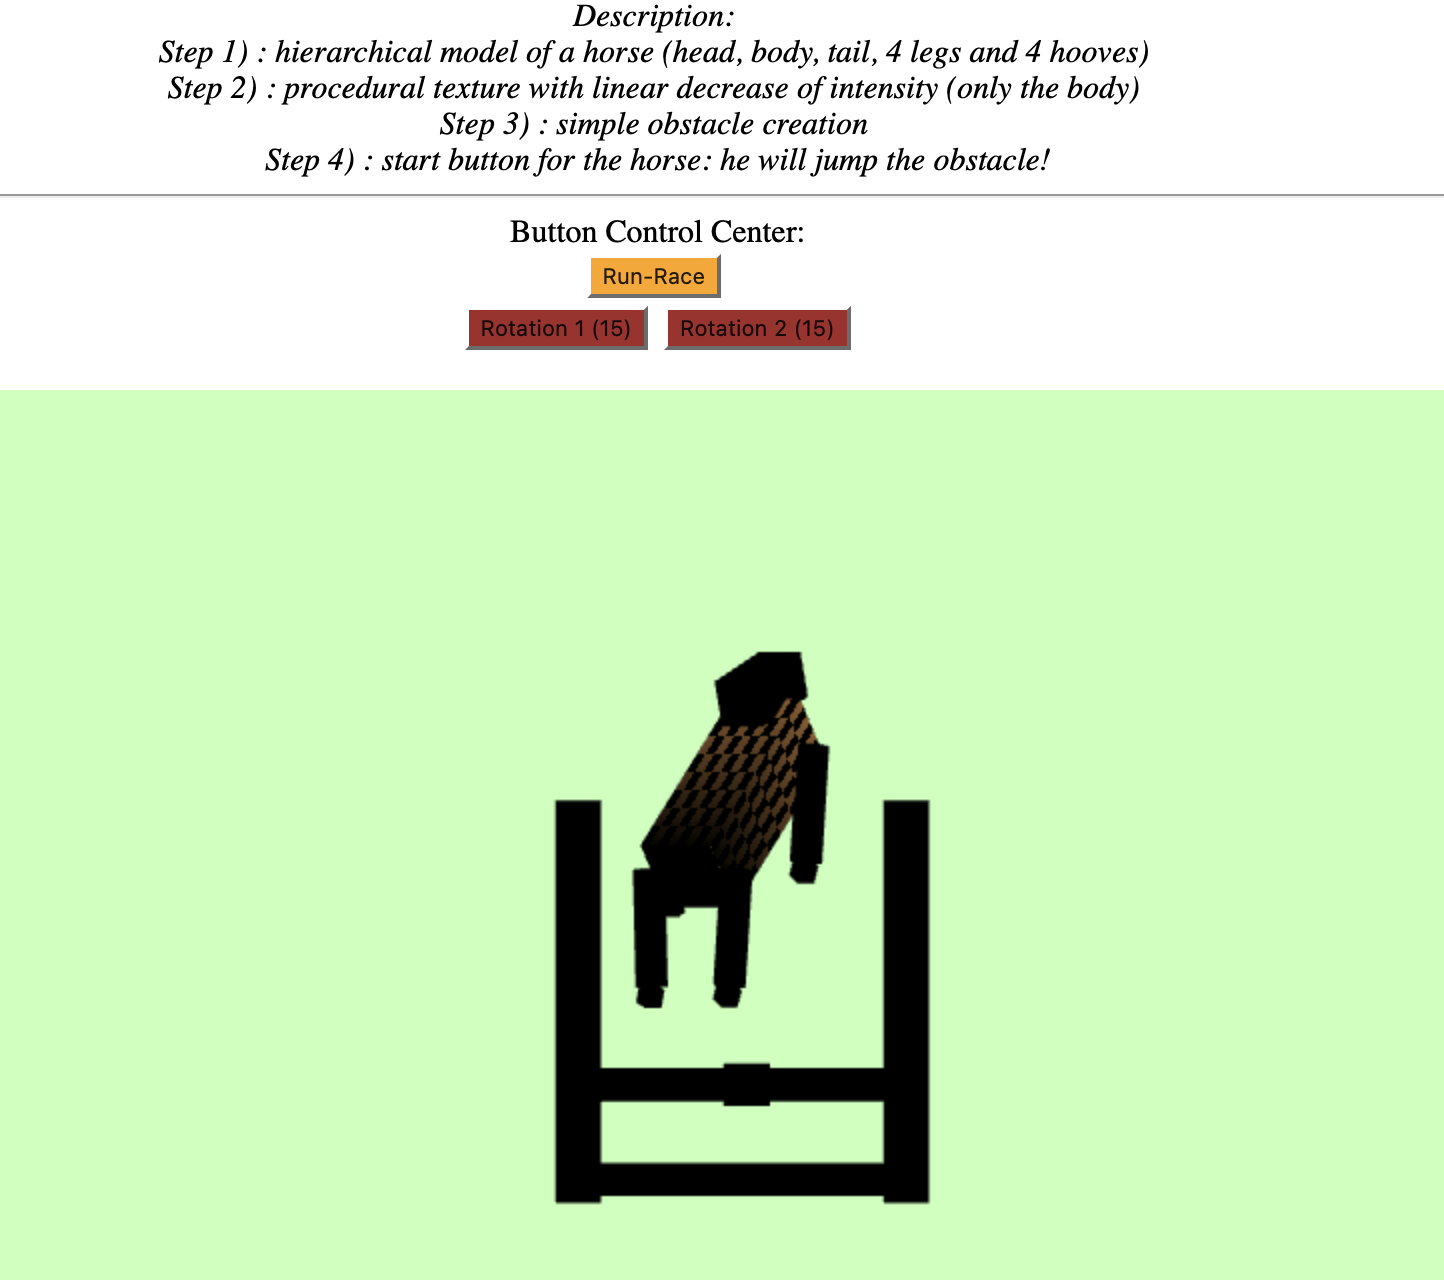 Description:
Step 1) : hierarchical model of a horse (head, body, tail, 4 legs and 4 hooves)
Step 2) : procedural texture with linear decrease of intensity (only the body)
Step 3) : simple obstacle creation
Step 4) : start button for the horse: he will jump the obstacle!
Button Control Center:
Run-Race
Rotation 1 (15) Rotation 2 (15)